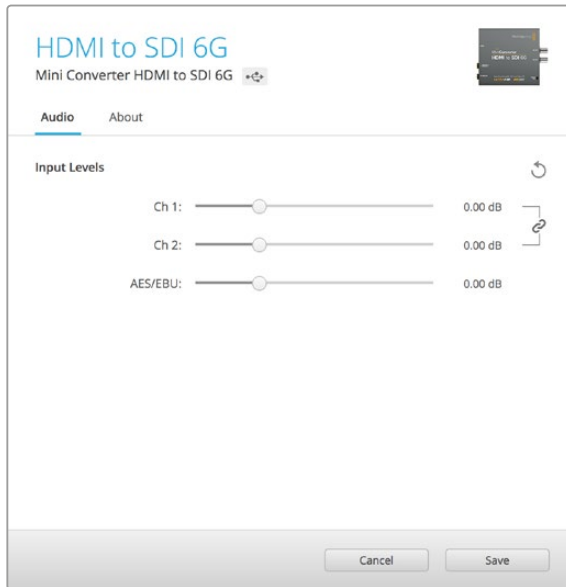 HDMI to SDI 6G
Mini Converter HDMI to SDI 6G
Audio About
Input Levels
Ch 1: 0.00 dB
Ch 2: 0.00 dB
AES/EBU: 0.00 dB
Cancel Save